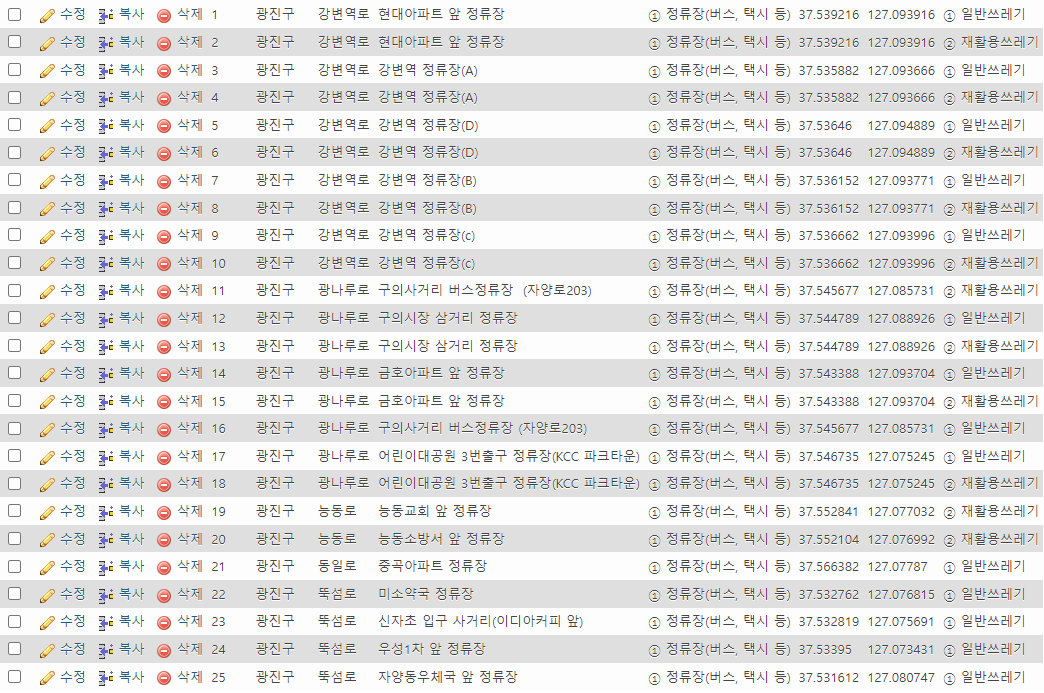 수정 복사 삭제 1 광진구 강변역로 현대아파트 앞 정류장 ① 정류장(버스, 택시 등) 37.539216 127.093916 ① 일반쓰레기
수정 복사 삭제 2 광진구 강변역로 현대아파트 앞 정류장 ① 정류장(버스, 택시 등) 37.539216 127.093916 ② 재활용쓰레기
수정 복사 삭제 3 광진구 강변역로 강변역 정류장(A) ① 정류장(버스, 택시 등) 37.535882 127.093666 ① 일반쓰레기
수정 복사 삭제 4 광진구 강변역로 강변역 정류장(A) ① 정류장(버스, 택시 등) 37.535882 127.093666 ② 재활용쓰레기
수정 복사 삭제 5 광진구 강변역로 강변역 정류장(D) ① 정류장(버스, 택시 등) 37.53646 127.094889 ① 일반쓰레기
수정 복사 삭제 6 광진구 강변역로 강변역 정류장(D) ① 정류장(버스, 택시 등) 37.53646 127.094889 ② 재활용쓰레기
수정 복사 삭제 7 광진구 강변역로 강변역 정류장(B) ① 정류장(버스, 택시 등) 37.536152 127.093771 ① 일반쓰레기
수정 복사 삭제 8 광진구 강변역로 강변역 정류장(B) ① 정류장(버스, 택시 등) 37.536152 127.093771 ② 재활용쓰레기
수정 복사 삭제 9 광진구 강변역로 강변역 정류장(c) ① 정류장(버스, 택시 등) 37.536662 127.093996 ① 일반쓰레기
수정 복사 삭제 10 광진구 강변역로 강변역 정류장(c) ① 정류장(버스, 택시 등) 37.536662 127.093996 ② 재활용쓰레기
수정 복사 삭제 11 광진구 광나루로 구의사거리 버스정류장 (자양로203) ① 정류장(버스, 택시 등) 37.545677 127.085731 ② 재활용쓰레기
수정 복사 삭제 12 광진구 광나루로 구의시장 삼거리 정류장 ① 정류장(버스, 택시 등) 37.544789 127.088926 ① 일반쓰레기
수정 복사 삭제 13 광진구 광나루로 구의시장 삼거리 정류장 ① 정류장(버스, 택시 등) 37.544789 127.088926 ② 재활용쓰레기
수정 복사 삭제 14 광진구 광나루로 금호아파트 앞 정류장 ① 정류장(버스, 택시 등) 37.543388 127.093704 ① 일반쓰레기
수정 복사 삭제 15 광진구 광나루로 금호아파트 앞 정류장 ① 정류장(버스, 택시 등) 37.543388 127.093704 ② 재활용쓰레기
수정 복사 삭제 16 광진구 광나루로 구의사거리 버스정류장 (자양로203) ① 정류장(버스, 택시 등) 37.545677 127.085731 ① 일반쓰레기
수정 복사 삭제 17 광진구 광나루로 어린이대공원 3번출구 정류장(KCC 파크타운) ① 정류장(버스, 택시 등) 37.546735 127.075245 ① 일반쓰레기
수정 복사 삭제 18 광진구 광나루로 어린이대공원 3번출구 정류장(KCC 파크타운) ① 정류장(버스, 택시 등) 37.546735 127.075245 ② 재활용쓰레기
수정 복사 삭제 19 광진구 능동로 능동교회 앞 정류장 ① 정류장(버스, 택시 등) 37.552841 127.077032 ② 재활용쓰레기
수정 복사 삭제 20 광진구 능동로 능동소방서 앞 정류장 ① 정류장(버스, 택시 등) 37.552104 127.076992 ② 재활용쓰레기
수정 복사 삭제 21 광진구 동일로 중곡아파트 정류장 ① 정류장(버스, 택시 등) 37.566382 127.07787 ① 일반쓰레기
수정 복사 삭제 22 광진구 뚝섬로 미소약국 정류장 ① 정류장(버스, 택시 등) 37.532762 127.076815 ① 일반쓰레기
수정 복사 삭제 23 광진구 뚝섬로 신자초 입구 사거리(이디아커피 앞) ① 정류장(버스, 택시 등) 37.532819 127.075691 ① 일반쓰레기
수정 복사 삭제 24 광진구 뚝섬로 우성1차 앞 정류장 ① 정류장(버스, 택시 등) 37.53395 127.073431 ① 일반쓰레기
수정 복사 삭제 25 광진구 뚝섬로 자양동우체국 앞 정류장 ① 정류장(버스, 택시 등) 37.531612 127.080747 ① 일반쓰레기